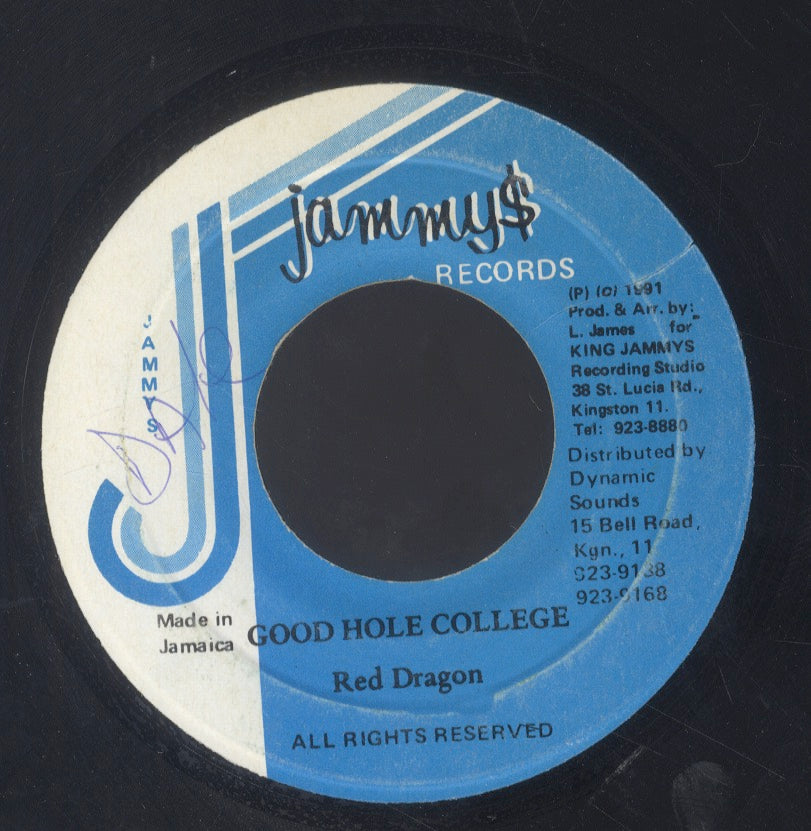 jammy$
RECORDS
JAMMYS
(P) (c) 1991
Prod. & Arr. by:
L. James for
KING JAMMYS
Recording Studio
38 St. Lucia Rd.,
Kingston 11.
Tel: 923-8880
Distributed by
Dynamic
Sounds
15 Bell Road,
Kgn., 11
923-9138
923-9168
Made in
Jamaica
GOOD HOLE COLLEGE
Red Dragon
ALL RIGHTS RESERVED